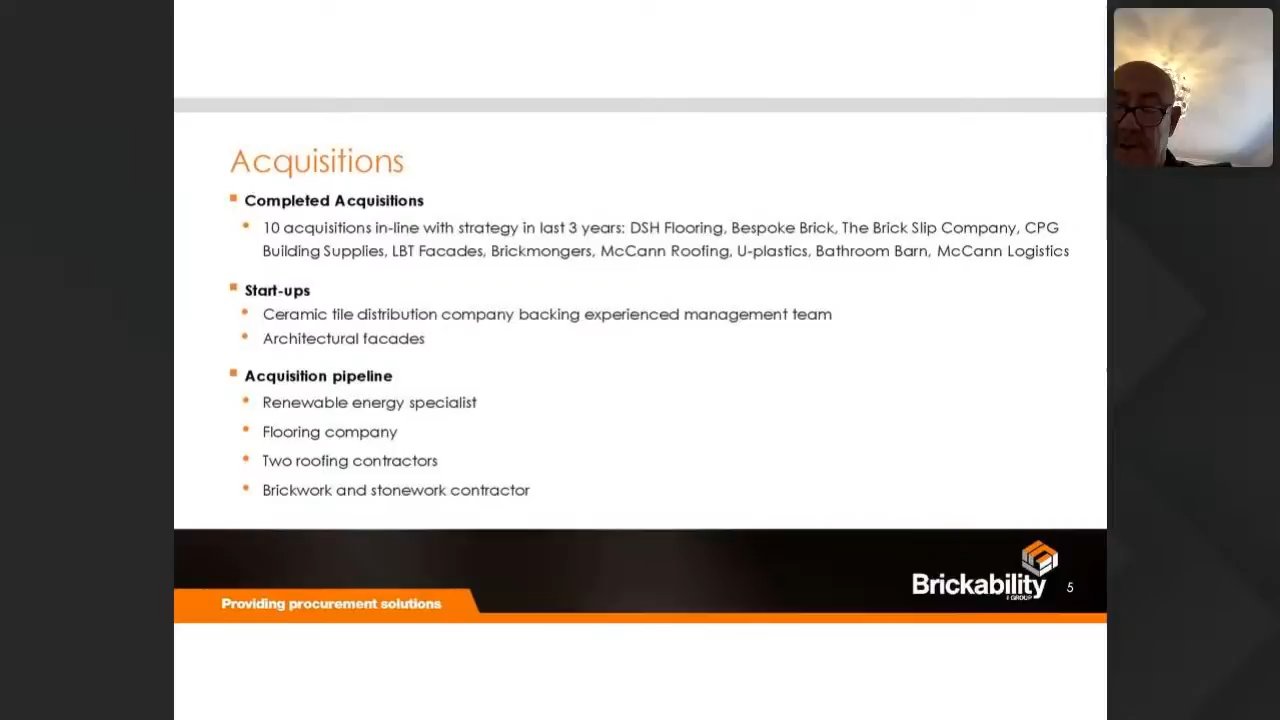 Acquisitions
Completed Acquisitions
10 acquisitions in-line with strategy in last 3 years: DSH Flooring, Bespoke Brick, The Brick Slip Company, CPG
Building Supplies, LBT Facades, Brickmongers, McCann Roofing, U-plastics, Bathroom Barn, McCann Logistics
Start-ups
Ceramic tile distribution company backing experienced management team
Architectural facades
Acquisition pipeline
Renewable energy specialist
Flooring company
Two roofing contractors
Brickwork and stonework contractor
Brickability
GROUP
5
Providing procurement solutions